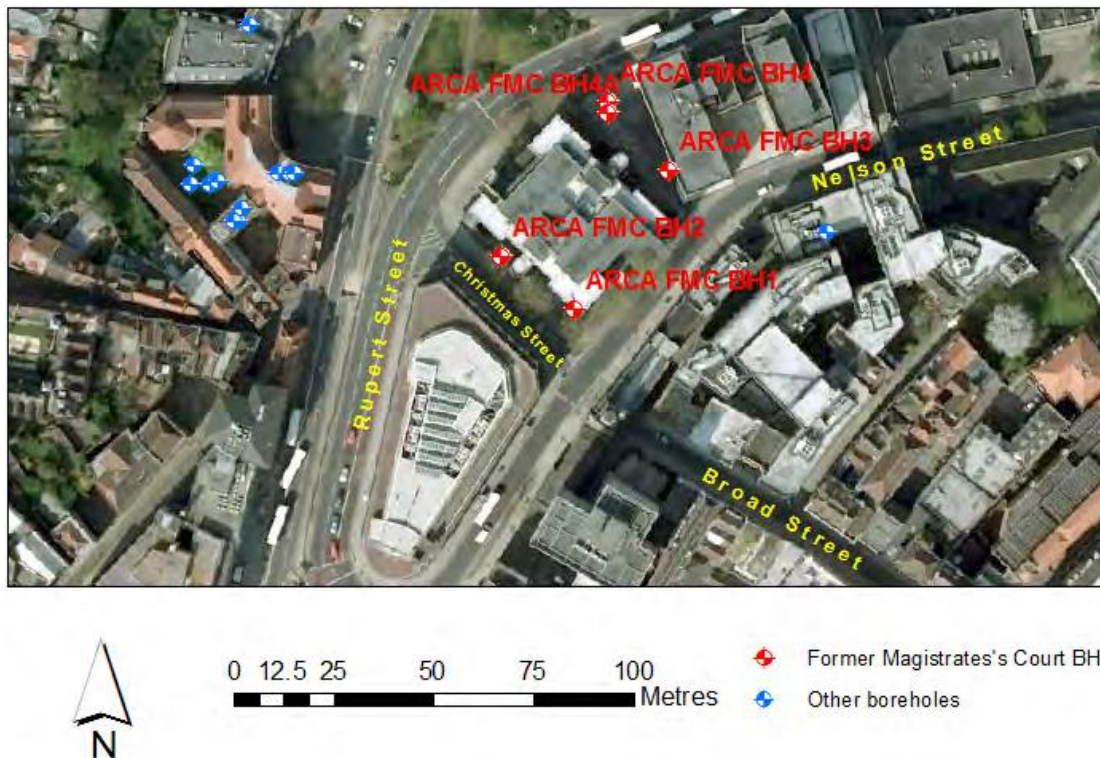 ARCA FMC BH4A
ARCA FMC BH4
ARCA FMC BH3
Nelson Street
ARCA FMC BH2
ARCA FMC BH1
Rupert Street
Christmas Street
Broad Street
0 12.5 25 50 75 100
Metres
N
Former Magistrates's Court BH
Other boreholes